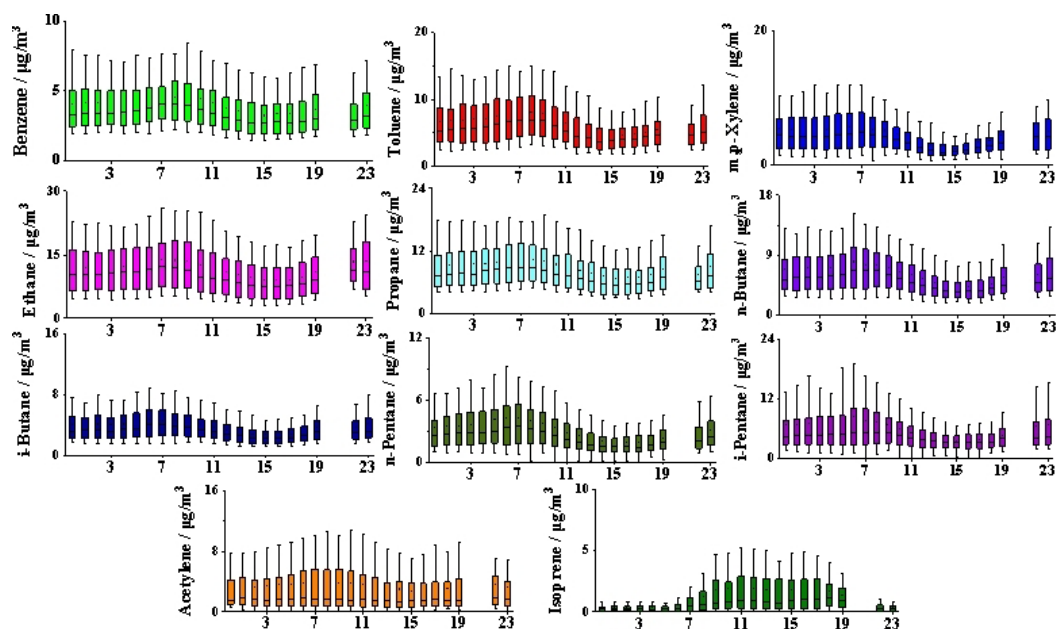 Benzene / µg/m³
10
5
0
3 7 11 15 19 23
Toluene / µg/m³
20
10
0
3 7 11 15 19 23
m p-Xylene / µg/m³
20
0
3 7 11 15 19 23
Ethane / µg/m³
30
15
0
3 7 11 15 19 23
Propane / µg/m³
24
12
0
3 7 11 15 19 23
n-Butane / µg/m³
18
9
0
3 7 11 15 19 23
i-Butane / µg/m³
16
8
0
3 7 11 15 19 23
n-Pentane / µg/m³
12
6
0
3 7 11 15 19 23
i-Pentane / µg/m³
24
12
0
3 7 11 15 19 23
Acetylene / µg/m³
16
8
0
3 7 11 15 19 23
Isoprene / µg/m³
10
5
0
3 7 11 15 19 23